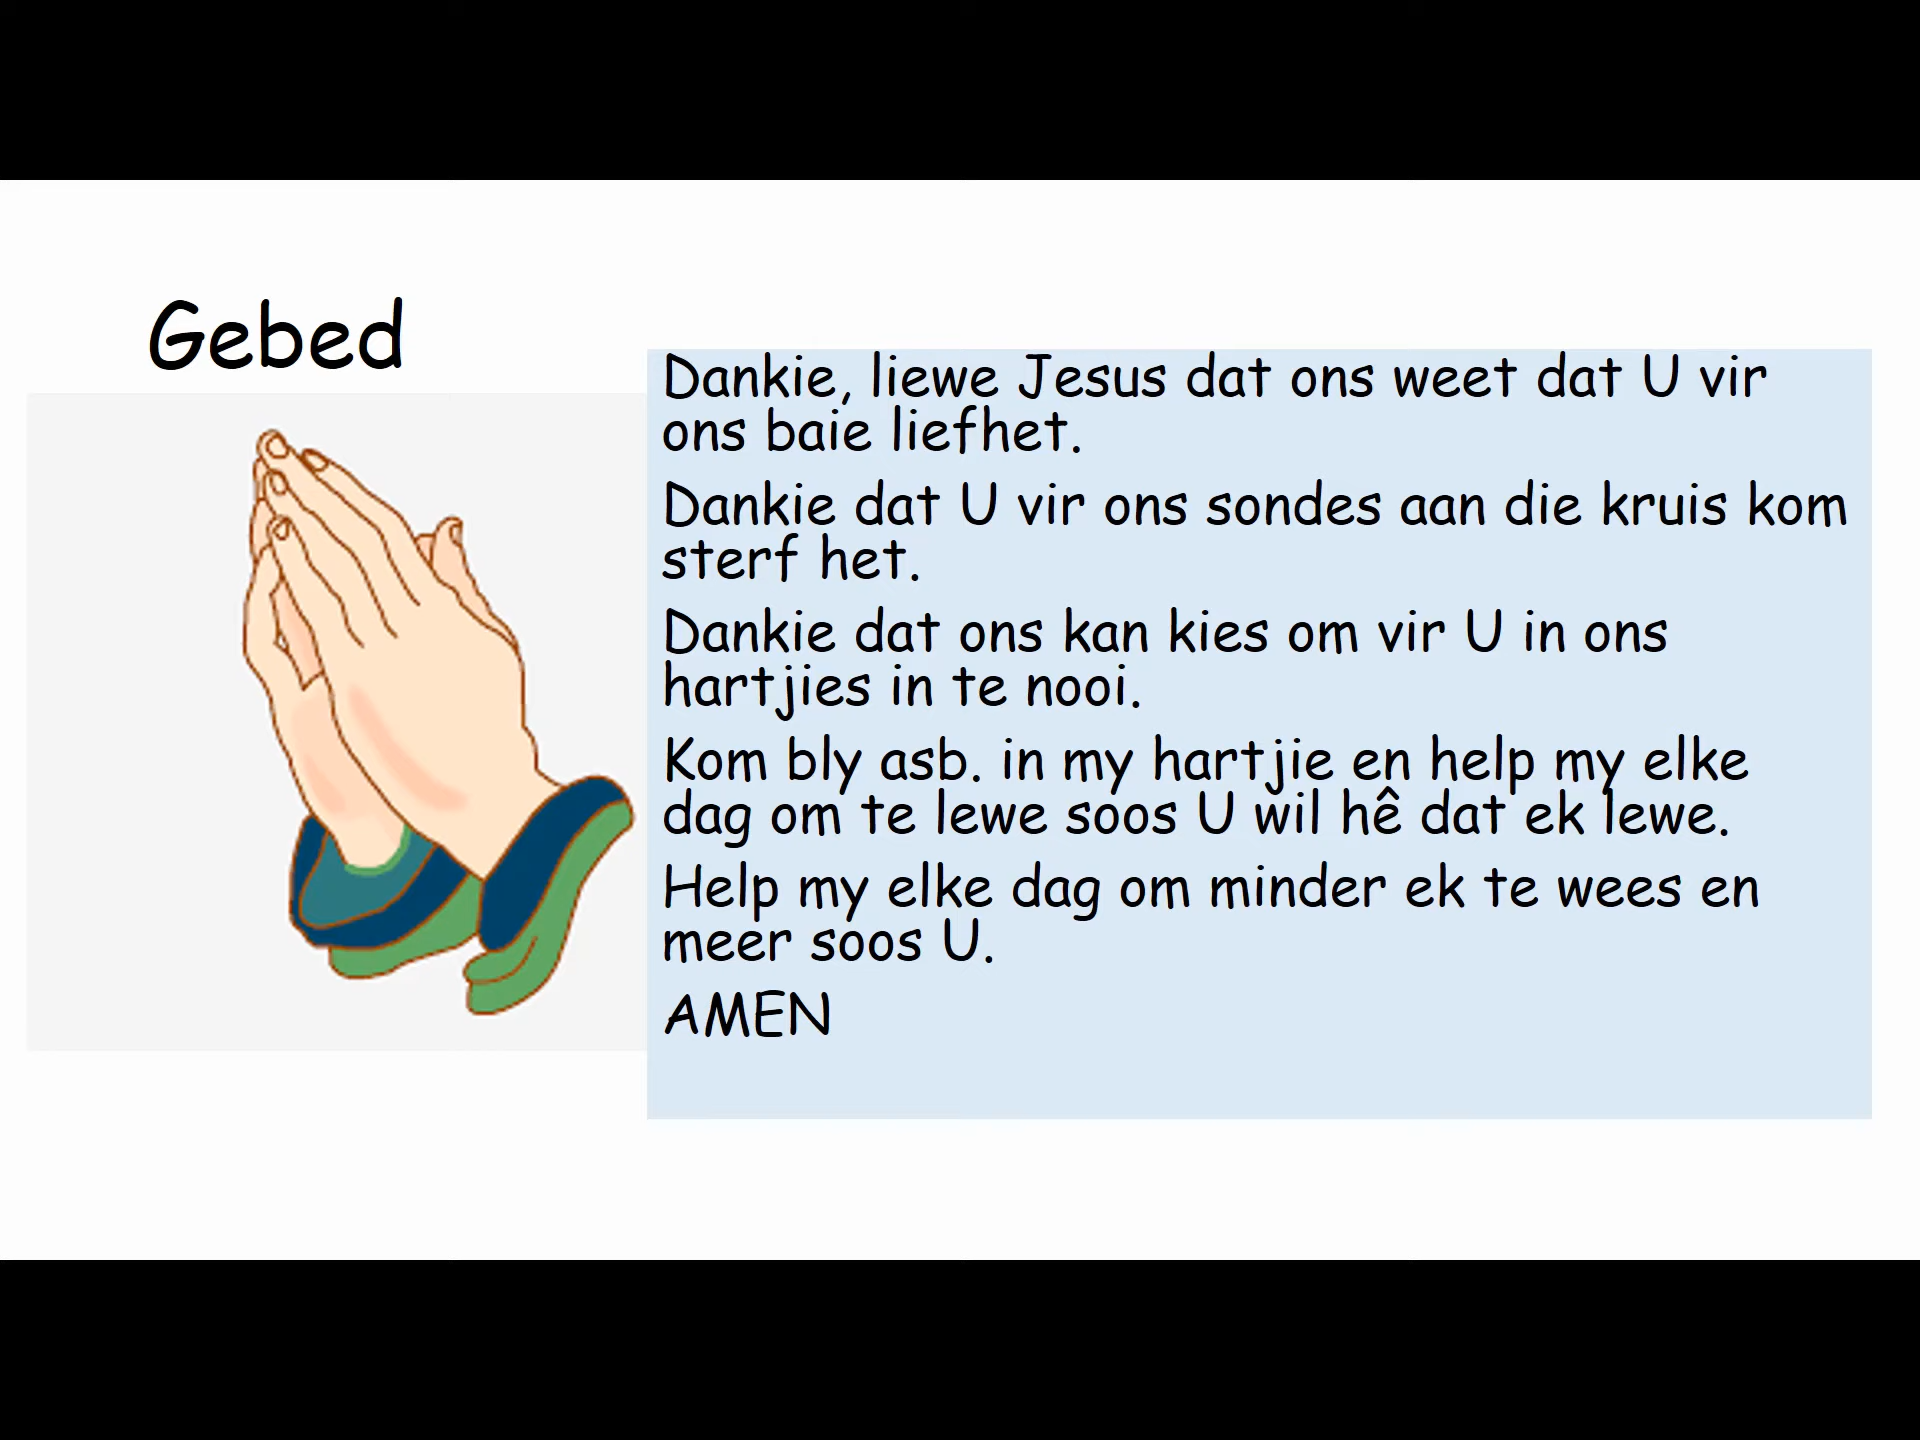 Gebed
Dankie, liewe Jesus dat ons weet dat U vir
ons baie liefhet.
Dankie dat U vir ons sondes aan die kruis kom
sterf het.
Dankie dat ons kan kies om vir U in ons
hartjies in te nooi.
Kom bly asb. in my hartjie en help my elke
dag om te lewe soos U wil hê dat ek lewe.
Help my elke dag om minder ek te wees en
meer soos U.
AMEN